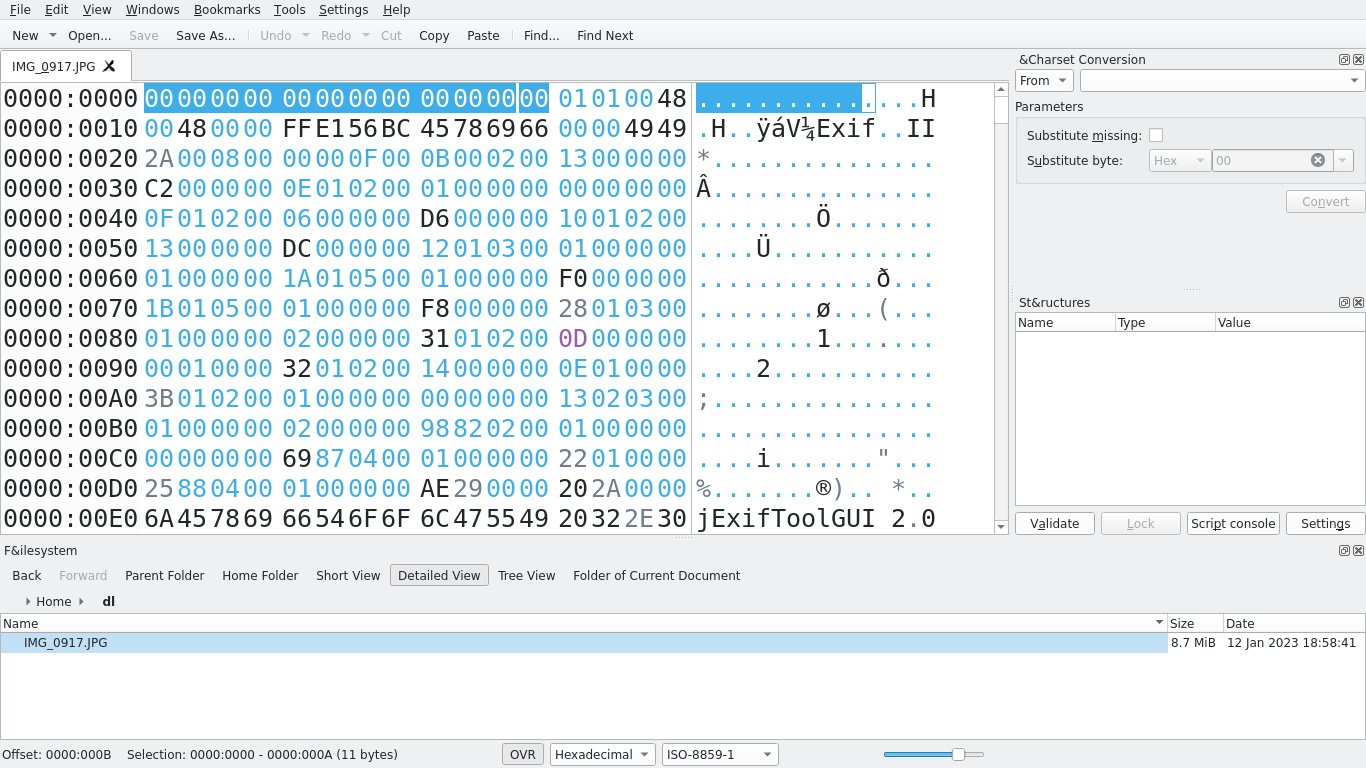 File Edit View Windows Bookmarks Tools Settings Help
New Open... Save Save As... Undo Redo Cut Copy Paste Find... Find Next
IMG_0917.JPG
0000:0000 00 00 00 00 00 00 00 00 00 00 00 00 01 01 00 48 ...............H
0000:0010 00 48 00 00 FF E1 56 BC 45 78 69 66 00 00 49 49 .H..ÿáV¼Exif..II
0000:0020 2A 00 08 00 00 00 0F 00 0B 00 02 00 13 00 00 00 *...............
0000:0030 C2 00 00 00 0E 01 02 00 01 00 00 00 00 00 00 00 Â...............
0000:0040 0F 01 02 00 06 00 00 00 D6 00 00 00 10 01 02 00 ........Ö.......
0000:0050 13 00 00 00 DC 00 00 00 12 01 03 00 01 00 00 00 ....Ü...........
0000:0060 01 00 00 00 1A 01 05 00 01 00 00 00 F0 00 00 00 ............ð...
0000:0070 1B 01 05 00 01 00 00 00 F8 00 00 00 28 01 03 00 ........ø...(...
0000:0080 01 00 00 00 02 00 00 00 31 01 02 00 0D 00 00 00 ........1.......
0000:0090 00 01 00 00 32 01 02 00 14 00 00 00 0E 01 00 00 ....2...........
0000:00A0 3B 01 02 00 01 00 00 00 00 00 00 00 13 02 03 00 ;...............
0000:00B0 01 00 00 00 02 00 00 00 98 82 02 00 01 00 00 00 ................
0000:00C0 00 00 00 00 69 87 04 00 01 00 00 00 22 01 00 00 ....i......."...
0000:00D0 25 88 04 00 01 00 00 00 AE 29 00 00 20 2A 00 00 %.......®).. *..
0000:00E0 6A 45 78 69 66 54 6F 6F 6C 47 55 49 20 32 2E 30 jExifToolGUI 2.0
&Charset Conversion
From
Parameters
Substitute missing:
Substitute byte: Hex 00
Convert
St&ructures
Name Type Value
Validate Lock Script console Settings
F&ilesystem
Back Forward Parent Folder Home Folder Short View Detailed View Tree View Folder of Current Document
Home dl
Name Size Date
IMG_0917.JPG 8.7 MiB 12 Jan 2023 18:58:41
Offset: 0000:000B Selection: 0000:0000 - 0000:000A (11 bytes) OVR Hexadecimal ISO-8859-1